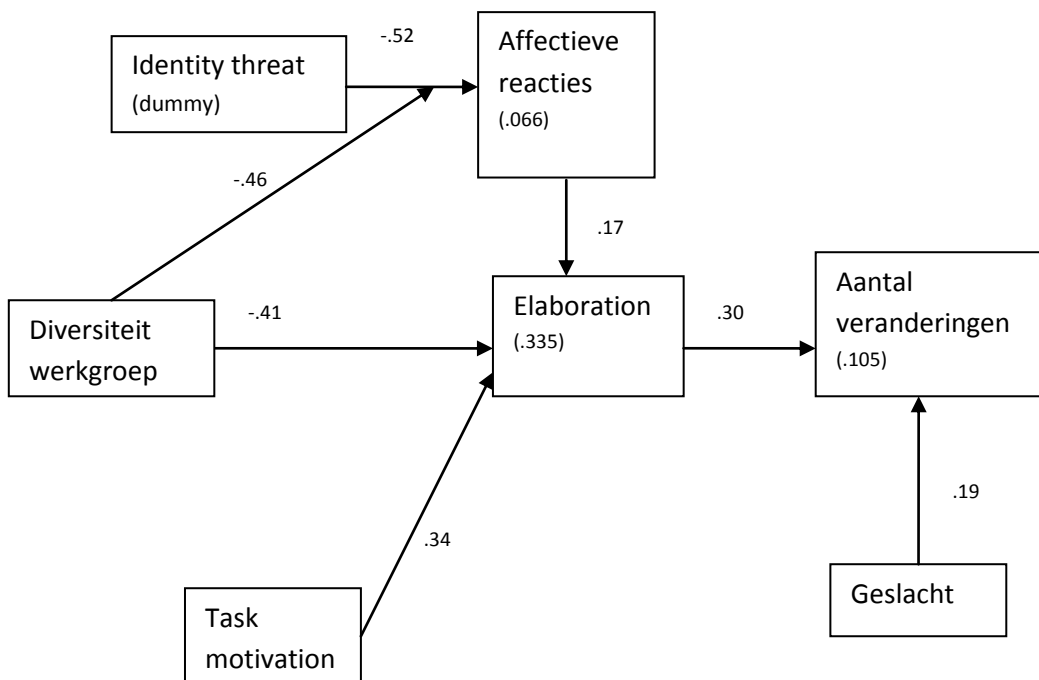 -.52
Identity threat
(dummy)
Affectieve
reacties
(.066)
-.46
.17
Diversiteit
werkgroep
-.41
Elaboration
(.335)
.30
Aantal
veranderingen
(.105)
.34
.19
Task
motivation
Geslacht